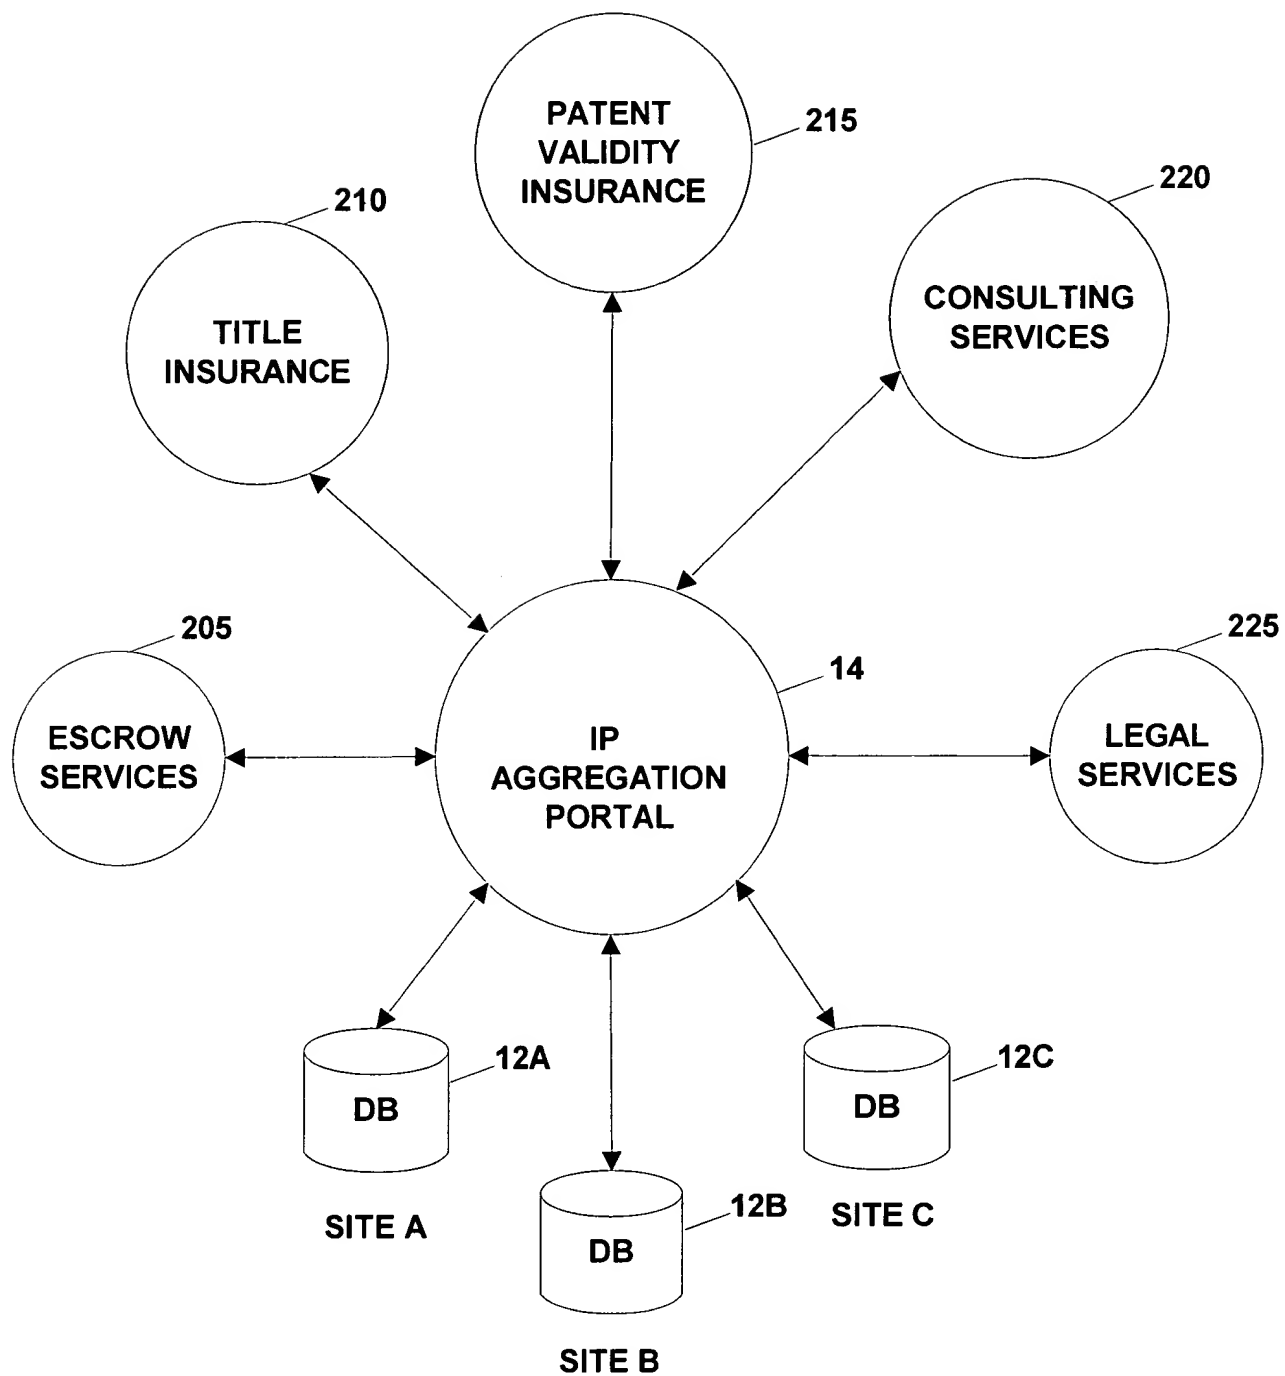 PATENT
VALIDITY
INSURANCE
215
220
210
CONSULTING
SERVICES
TITLE
INSURANCE
205
225
14
ESCROW
SERVICES
IP
AGGREGATION
PORTAL
LEGAL
SERVICES
12A
12C
DB
DB
12B
SITE A
SITE C
DB
SITE B